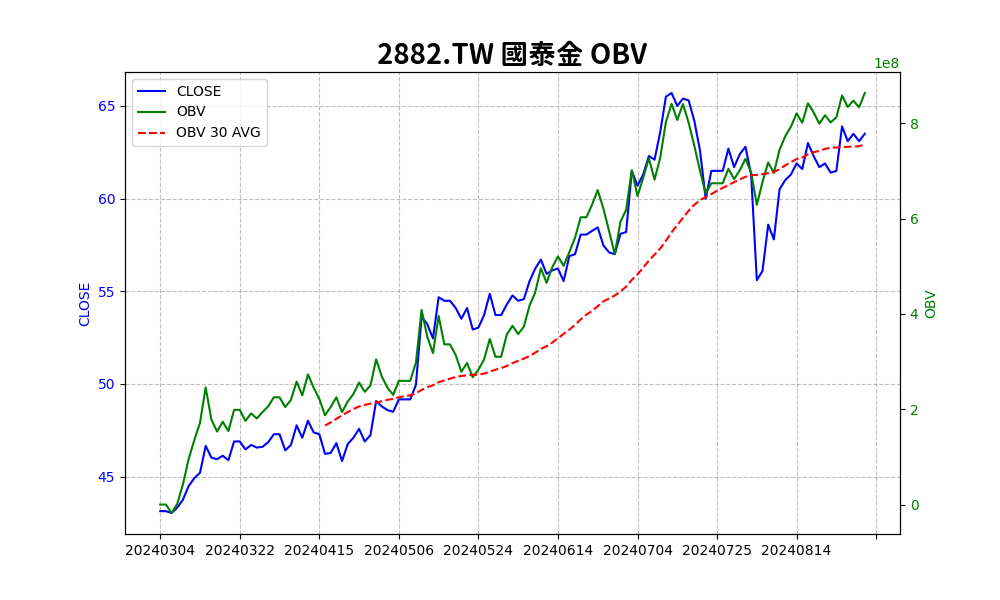 2882.TW 國泰金 OBV
1e8
CLOSE
OBV
OBV 30 AVG
65
60
55
50
45
CLOSE
8
6
4
2
0
OBV
20240304 20240322 20240415 20240506 20240524 20240614 20240704 20240725 20240814